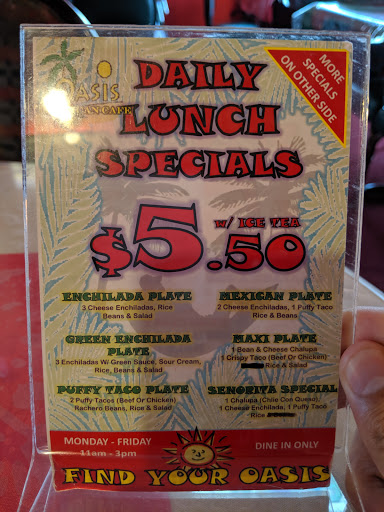 OASIS
CAFE
MORE
SPECIALS
ON OTHER SIDE
DAILY
LUNCH
SPECIALS
$5.50
W/ ICE TEA
ENCHILADA PLATE
3 Cheese Enchiladas, Rice
Beans & Salad
MEXICAN PLATE
2 Cheese Enchiladas, 1 Puffy Taco
Rice & Beans
GREEN ENCHILADA
PLATE
3 Enchiladas W/ Green Sauce, Sour Cream,
Rice, Beans & Salad
MAXI PLATE
1 Bean & Cheese Chalupa
1 Crispy Taco (Beef Or Chicken)
Rice & Salad
PUFFY TACO PLATE
2 Puffy Tacos (Beef Or Chicken)
Rachero Beans, Rice & Salad
SENORITA SPECIAL
1 Chalupa (Chile Con Queso),
1 Cheese Enchilada, 1 Puffy Taco
Rice
MONDAY - FRIDAY
11am - 3pm
DINE IN ONLY
FIND YOUR OASIS